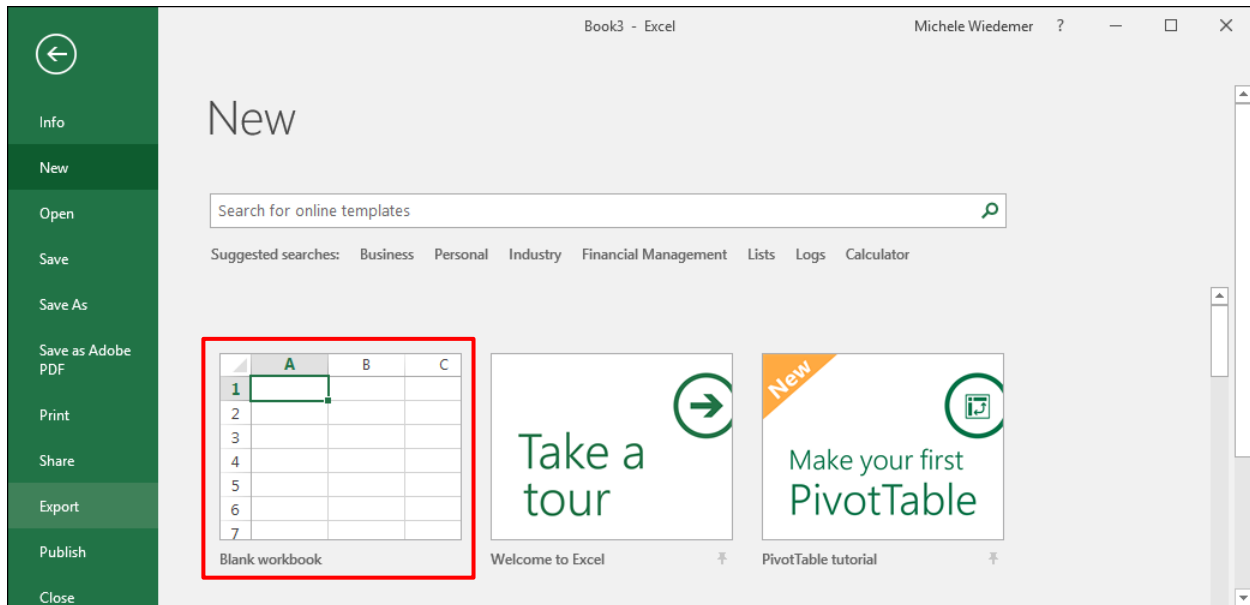 Book3 - Excel
Michele Wiedemer ?
Info
New
Open
Save
Save As
Save as Adobe
PDF
Print
Share
Export
Publish
Close
New
Search for online templates
Suggested searches: Business Personal Industry Financial Management Lists Logs Calculator
A B C
1
2
3
4
5
6
7
Blank workbook
Take a
tour
Welcome to Excel
New
Make your first
PivotTable
PivotTable tutorial